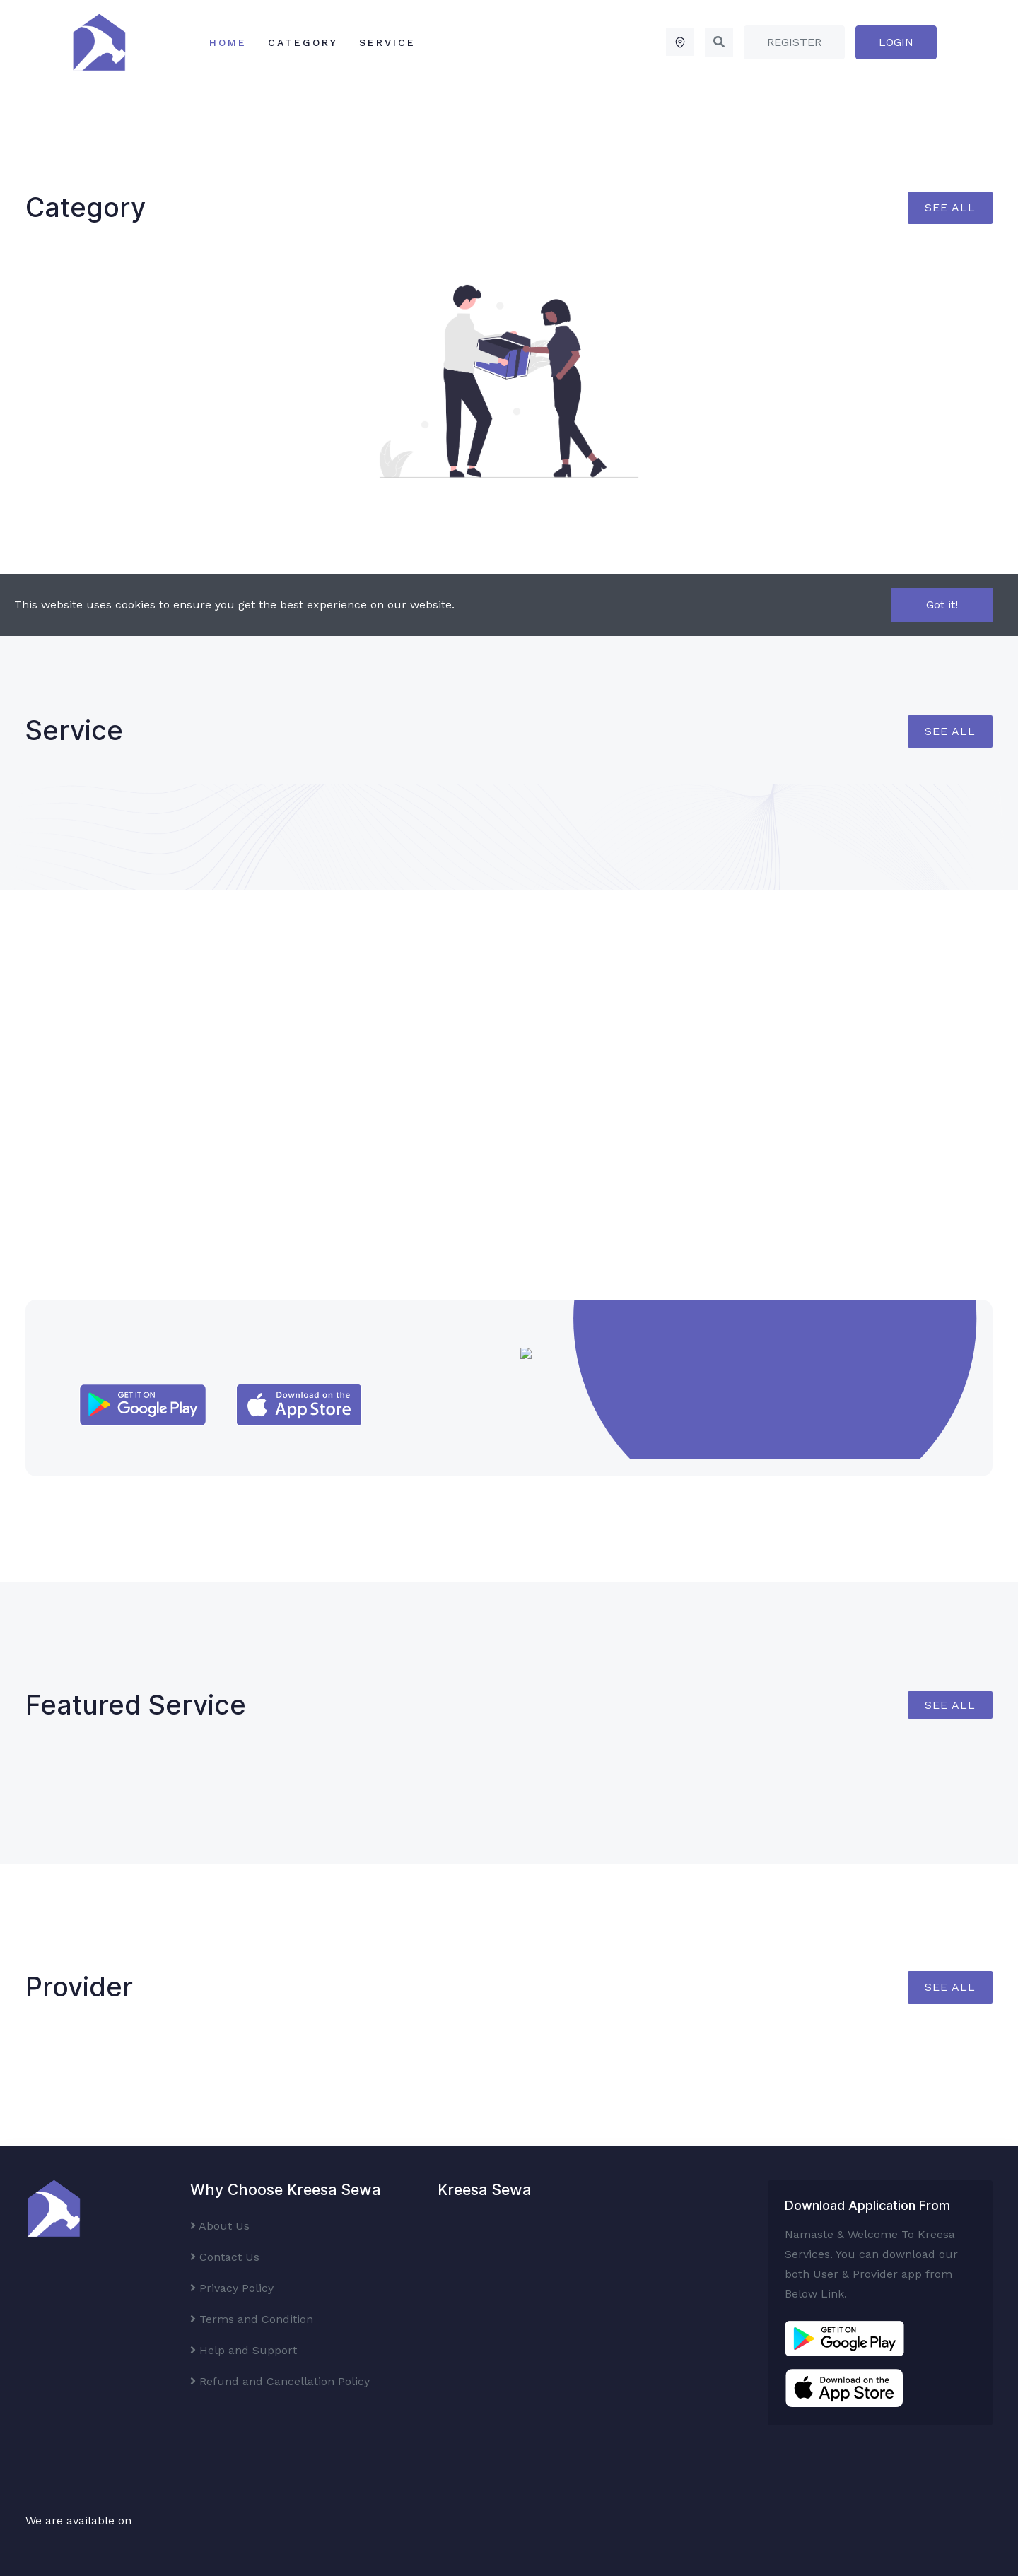 HOME CATEGORY SERVICE REGISTER LOGIN
Category SEE ALL
This website uses cookies to ensure you get the best experience on our website. Got it!
Service SEE ALL
GET IT ON
Google Play
Download on the
App Store
Featured Service SEE ALL
Provider SEE ALL
Why Choose Kreesa Sewa
About Us
Contact Us
Privacy Policy
Terms and Condition
Help and Support
Refund and Cancellation Policy
Kreesa Sewa
Download Application From
Namaste & Welcome To Kreesa
Services. You can download our
both User & Provider app from
Below Link.
GET IT ON
Google Play
Download on the
App Store
We are available on